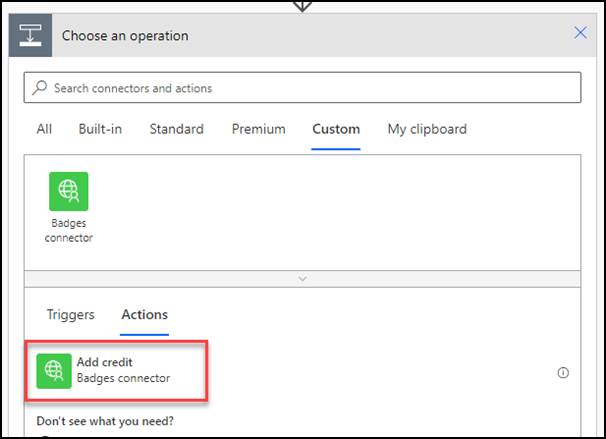 Choose an operation
Search connectors and actions
All Built-in Standard Premium Custom My clipboard
Badges
connector
Triggers Actions
Add credit
Badges connector
Don't see what you need?